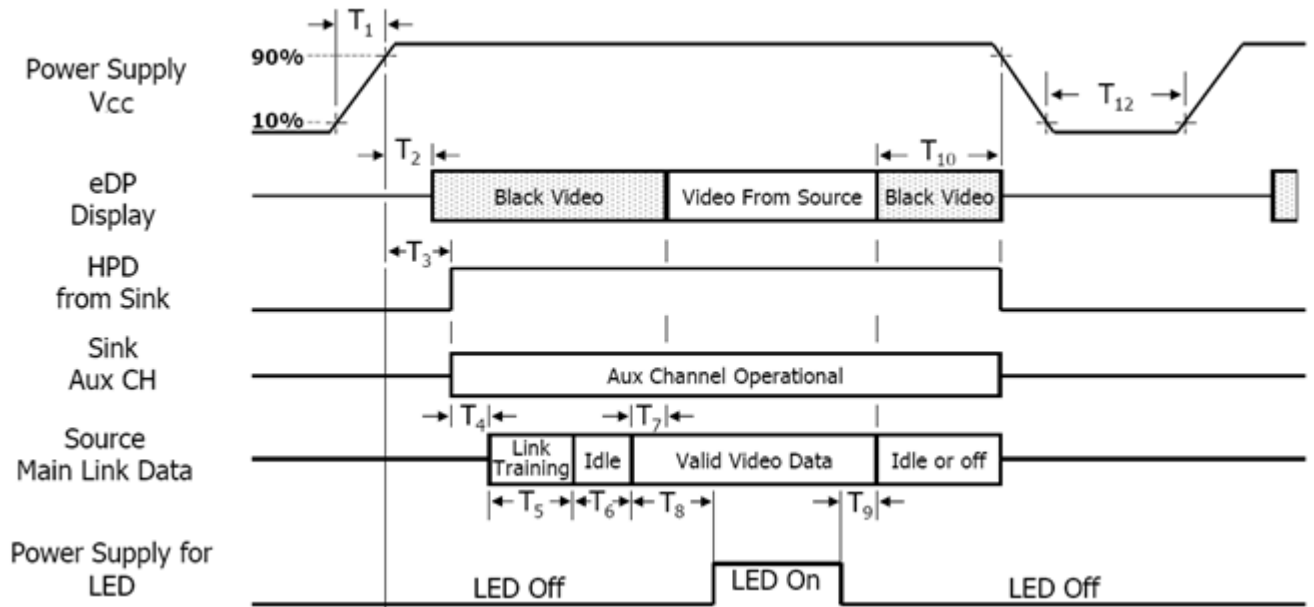 T1
90%
Power Supply
Vcc
10%
T12
T2
T10
eDP
Display
Black Video
Video From Source
Black Video
T3
HPD
from Sink
Sink
Aux CH
Aux Channel Operational
T4
T7
Source
Main Link Data
Link
Training
Idle
Valid Video Data
Idle or off
T5
T6
T8
T9
Power Supply for
LED
LED Off
LED On
LED Off